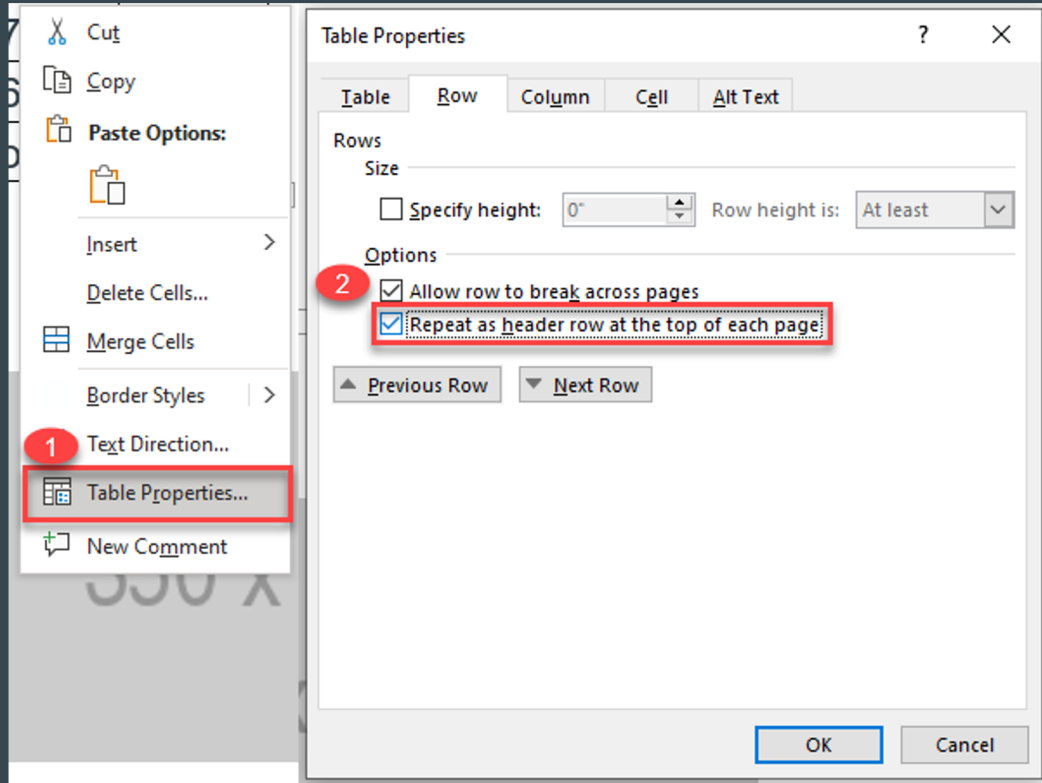 Cut
Copy
Paste Options:
Insert
Delete Cells...
Merge Cells
Border Styles
1
Text Direction...
Table Properties...
New Comment
Table Properties
?
Table Row Column Cell Alt Text
Rows
Size
Specify height: 0" Row height is: At least
Options
2
Allow row to break across pages
Repeat as header row at the top of each page
Previous Row Next Row
OK Cancel